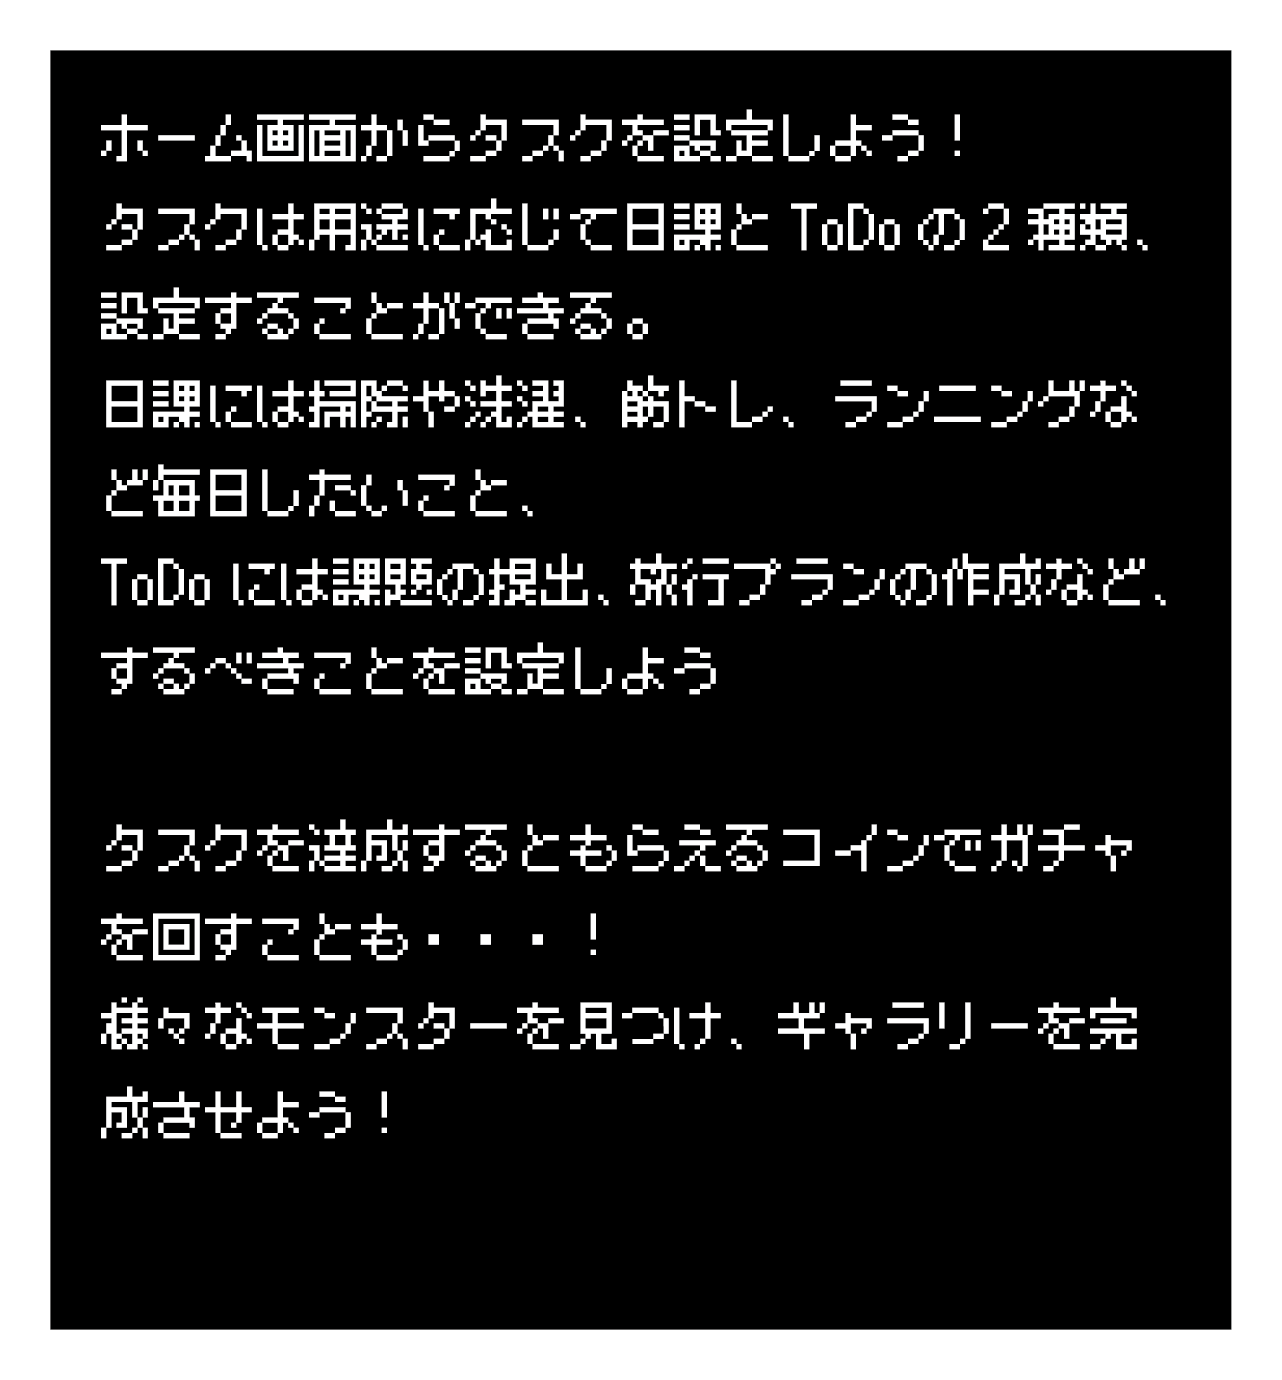 ホーム画面からタスクを設定しよう！
タスクは用途に応じて日課と ToDo の２種類、
設定することができる。
日課には掃除や洗濯、筋トレ、ランニングな
ど毎日したいこと、
ToDo には課題の提出、旅行プランの作成など、
するべきことを設定しよう
タスクを達成するともらえるコインでガチャ
を回すことも・・・！
様々なモンスターを見つけ、ギャラリーを完
成させよう！